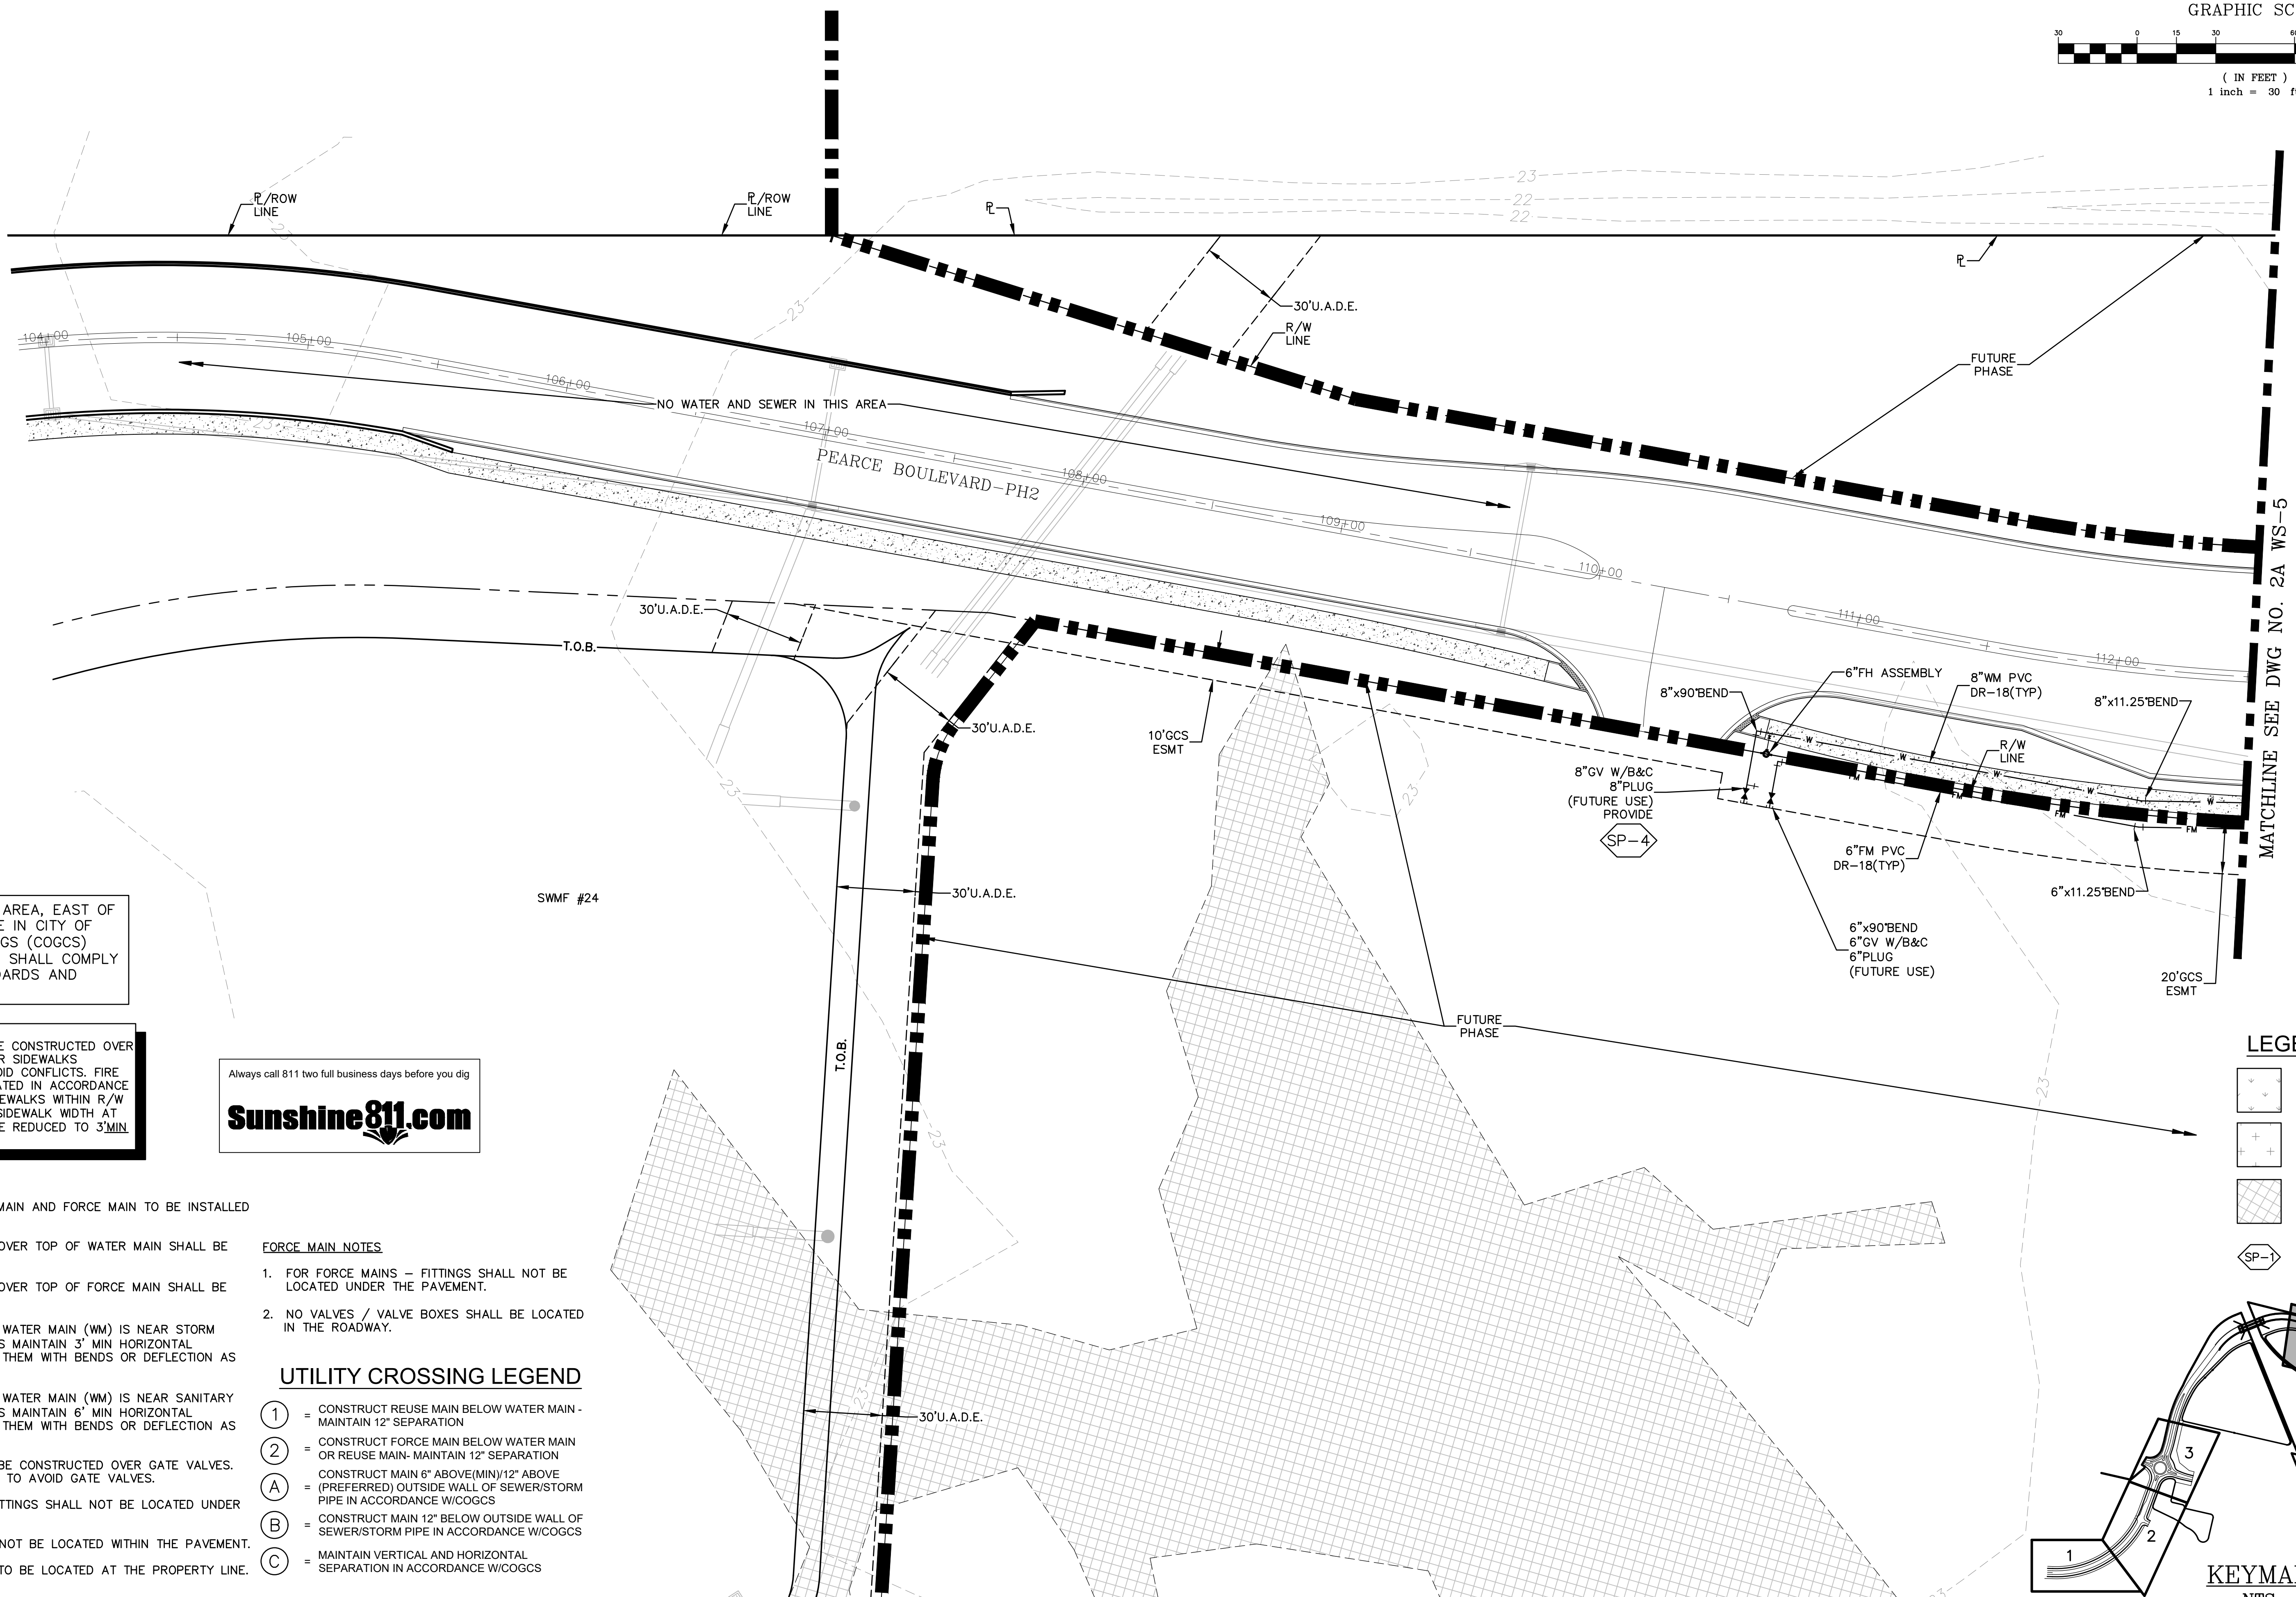 GRAPHIC SC
30 0 15 30 60
( IN FEET )
1 inch = 30 f
23
22
22
℄/ROW
LINE
℄/ROW
LINE
℄
℄
23
23
30'U.A.D.E.
R/W
LINE
FUTURE
PHASE
104+00
105+00
106+00
107+00
108+00
109+00
110+00
111+00
112+00
NO WATER AND SEWER IN THIS AREA
PEARCE BOULEVARD-PH2
23
MATCHLINE SEE DWG NO. 2A WS-5
30'U.A.D.E.
T.O.B.
30'U.A.D.E.
10'GCS
ESMT
6"FH ASSEMBLY
8"x90°BEND
8"WM PVC
DR-18(TYP)
8"x11.25°BEND
R/W
LINE
W W W W W
FM FM FM FM
8"GV W/B&C
8"PLUG
(FUTURE USE)
PROVIDE
SP-4
6"FM PVC
DR-18(TYP)
6"x11.25°BEND
6"x90°BEND
6"GV W/B&C
6"PLUG
(FUTURE USE)
20'GCS
ESMT
23
23
SWMF #24
30'U.A.D.E.
AREA, EAST OF
E IN CITY OF
GS (COGCS)
SHALL COMPLY
DARDS AND
FUTURE
PHASE
T.O.B.
23
23
E CONSTRUCTED OVER
R SIDEWALKS
OID CONFLICTS. FIRE
ATED IN ACCORDANCE
EWALKS WITHIN R/W
SIDEWALK WIDTH AT
E REDUCED TO 3'MIN
Always call 811 two full business days before you dig
Sunshine811.com
LEGE
SP-1
MAIN AND FORCE MAIN TO BE INSTALLED
OVER TOP OF WATER MAIN SHALL BE
OVER TOP OF FORCE MAIN SHALL BE
WATER MAIN (WM) IS NEAR STORM
S MAINTAIN 3' MIN HORIZONTAL
THEM WITH BENDS OR DEFLECTION AS
WATER MAIN (WM) IS NEAR SANITARY
S MAINTAIN 6' MIN HORIZONTAL
THEM WITH BENDS OR DEFLECTION AS
BE CONSTRUCTED OVER GATE VALVES.
TO AVOID GATE VALVES.
TTINGS SHALL NOT BE LOCATED UNDER
NOT BE LOCATED WITHIN THE PAVEMENT.
TO BE LOCATED AT THE PROPERTY LINE.
FORCE MAIN NOTES
1. FOR FORCE MAINS – FITTINGS SHALL NOT BE
LOCATED UNDER THE PAVEMENT.
2. NO VALVES / VALVE BOXES SHALL BE LOCATED
IN THE ROADWAY.
UTILITY CROSSING LEGEND
1 = CONSTRUCT REUSE MAIN BELOW WATER MAIN -
MAINTAIN 12" SEPARATION
2 = CONSTRUCT FORCE MAIN BELOW WATER MAIN
OR REUSE MAIN- MAINTAIN 12" SEPARATION
A = CONSTRUCT MAIN 6" ABOVE(MIN)/12" ABOVE
(PREFERRED) OUTSIDE WALL OF SEWER/STORM
PIPE IN ACCORDANCE W/COGCS
B = CONSTRUCT MAIN 12" BELOW OUTSIDE WALL OF
SEWER/STORM PIPE IN ACCORDANCE W/COGCS
C = MAINTAIN VERTICAL AND HORIZONTAL
SEPARATION IN ACCORDANCE W/COGCS
23
30'U.A.D.E.
23
3
2
1
KEYMA